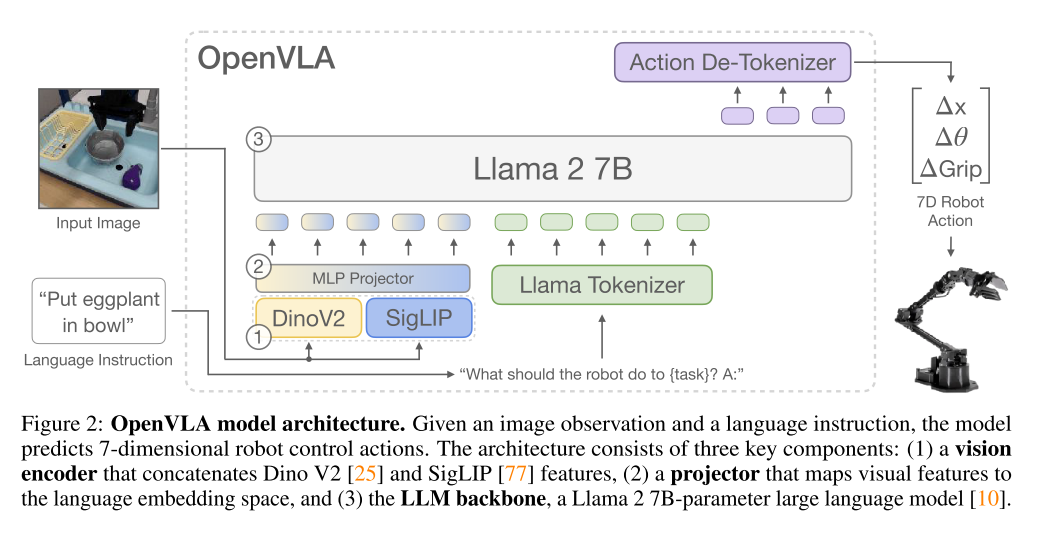 OpenVLA
Action De-Tokenizer
Δx
Δθ
ΔGrip
7D Robot
Action
3
Llama 2 7B
Input Image
2
MLP Projector
Llama Tokenizer
1
DinoV2
SigLIP
“Put eggplant
in bowl”
Language Instruction
“What should the robot do to {task}? A:”
Figure 2: OpenVLA model architecture. Given an image observation and a language instruction, the model
predicts 7-dimensional robot control actions. The architecture consists of three key components: (1) a vision
encoder that concatenates Dino V2 [25] and SigLIP [77] features, (2) a projector that maps visual features to
the language embedding space, and (3) the LLM backbone, a Llama 2 7B-parameter large language model [10].